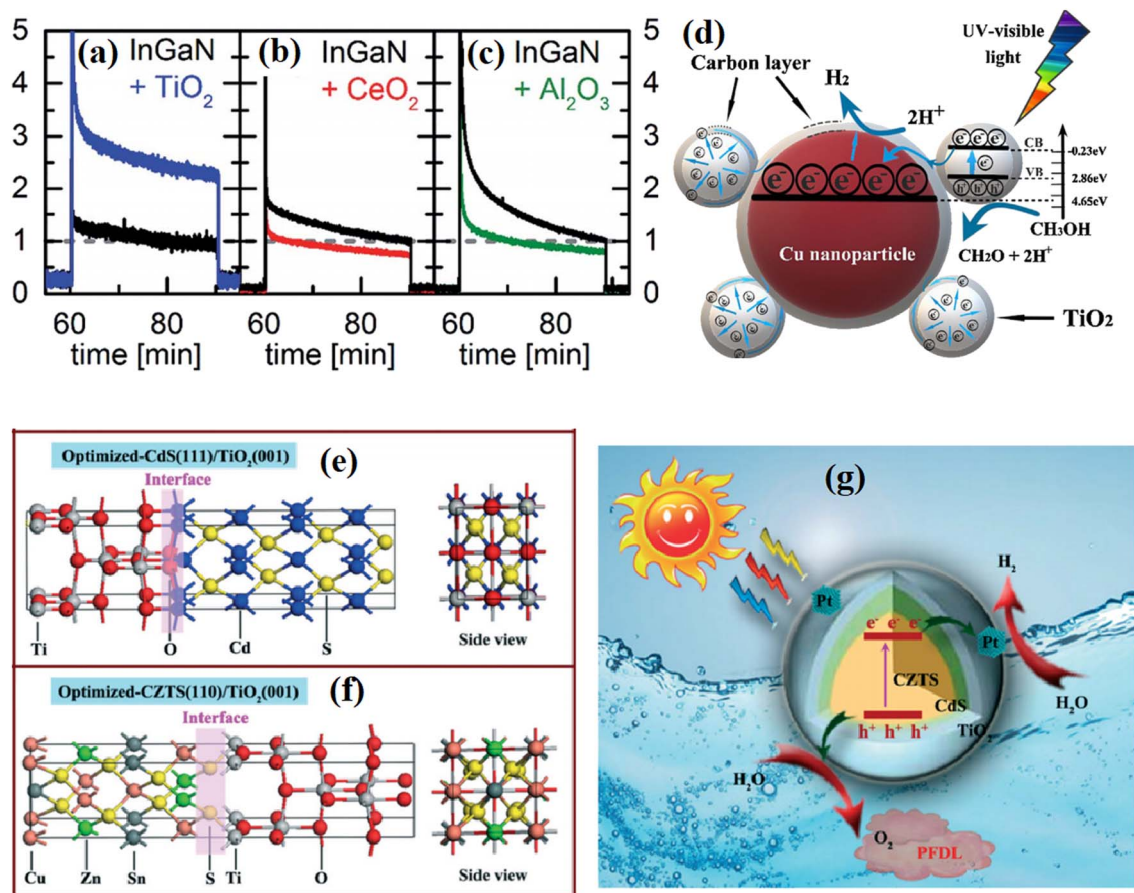 5
4
3
2
1
0
(a) InGaN
+ TiO2
60 80
time [min]
(b) InGaN
+ CeO2
60 80
time [min]
(c) InGaN
+ Al2O3
60 80
time [min]
5
4
3
2
1
0
(d)
UV-visible
light
Carbon layer
H2
2H+
e- e- e- e- e-
Cu nanoparticle
e- e- e-
CB
-0.23eV
e-
VB
2.86eV
h+ h+ h+
4.65eV
CH3OH
CH2O + 2H+
TiO2
Optimized-CdS(111)/TiO2(001)
(e)
Interface
Ti O Cd S
Side view
Optimized-CZTS(110)/TiO2(001)
(f)
Interface
Cu Zn Sn S Ti O
Side view
(g)
Pt
e- e- e-
Pt
CZTS
CdS
TiO2
h+ h+ h+
H2
H2O
H2O
O2
PFDL